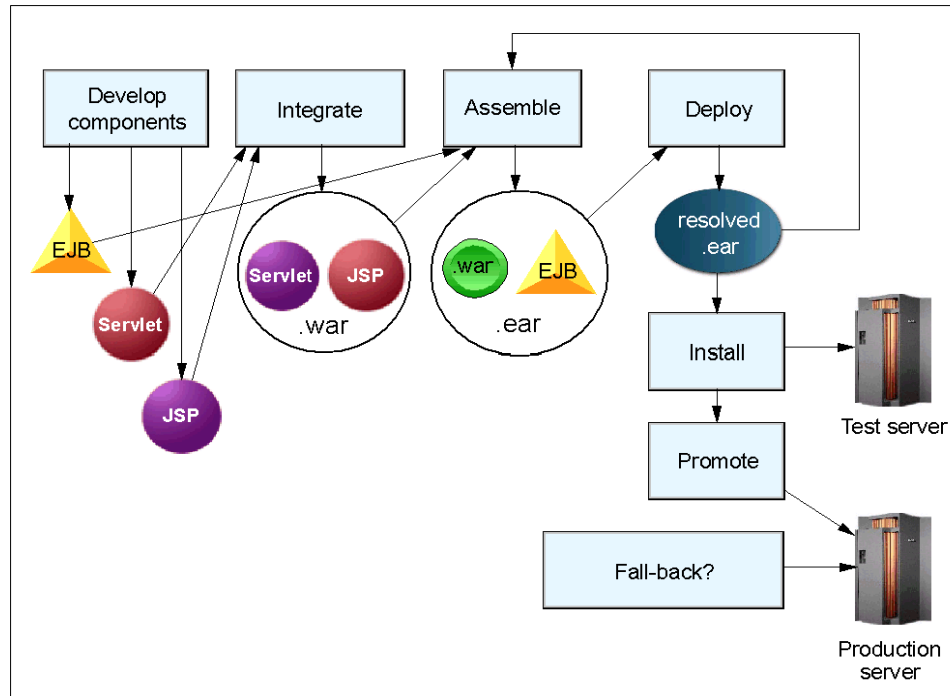 Develop
components
Integrate
Assemble
Deploy
EJB
Servlet
JSP
Servlet
JSP
.war
.war
EJB
.ear
resolved
.ear
Install
Test server
Promote
Fall-back?
Production
server